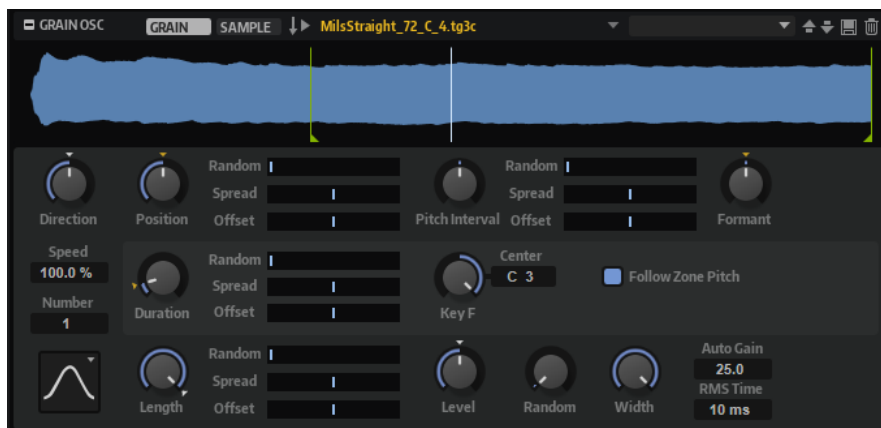 GRAIN OSC GRAIN SAMPLE MilsStraight_72_C_4.tg3c
Random Random
Spread Spread
Direction Position Offset Pitch Interval Offset Formant
Speed Random Center
100.0 % Spread C 3 Follow Zone Pitch
Number Duration Offset Key F
1
Random Auto Gain
Spread 25.0
RMS Time
Length Offset Level Random Width 10 ms